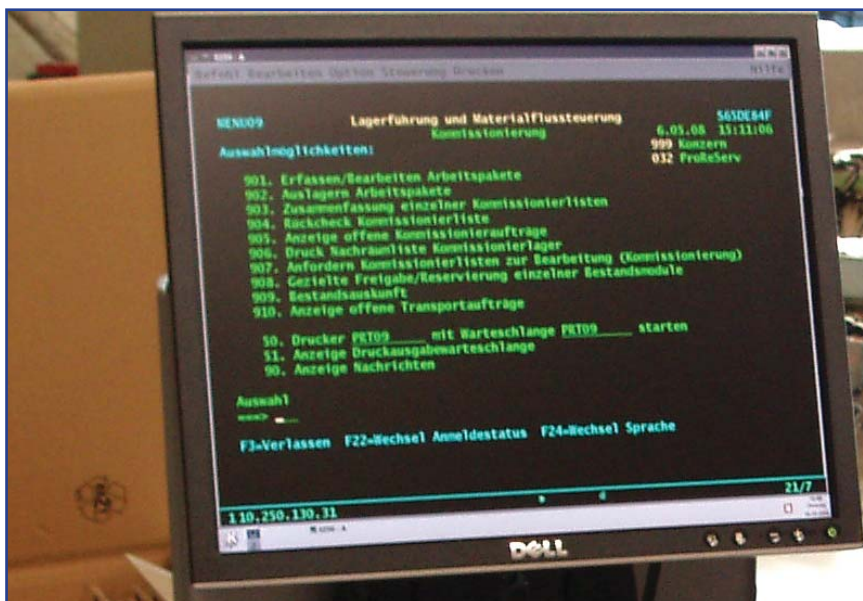 Befehl Bearbeiten Option Steuerung Drucken Hilfe
MENU09 Lagerführung und Materialflussteuerung S65DE84F
Kommissionierung 6.05.08 15:11:06
Auswahlmöglichkeiten: 999 Konzern
032 ProReServ
901. Erfassen/Bearbeiten Arbeitspakete
902. Auslagern Arbeitspakete
903. Zusammenfassung einzelner Kommissionierlisten
904. Rückcheck Kommissionierliste
905. Anzeige offene Kommissionieraufträge
906. Druck Nachräumliste Kommissionierlager
907. Anfordern Kommissionierlisten zur Bearbeitung (Kommissionierung)
908. Gezielte Freigabe/Reservierung einzelner Bestandsmodule
909. Bestandsauskunft
910. Anzeige offene Transportaufträge
50. Drucker PRT09 mit Warteschlange PRT09 starten
51. Anzeige Druckausgabewarteschlange
90. Anzeige Nachrichten
Auswahl
===>
F3=Verlassen F22=Wechsel Anmeldestatus F24=Wechsel Sprache
21/7
1 10.250.130.31
DELL